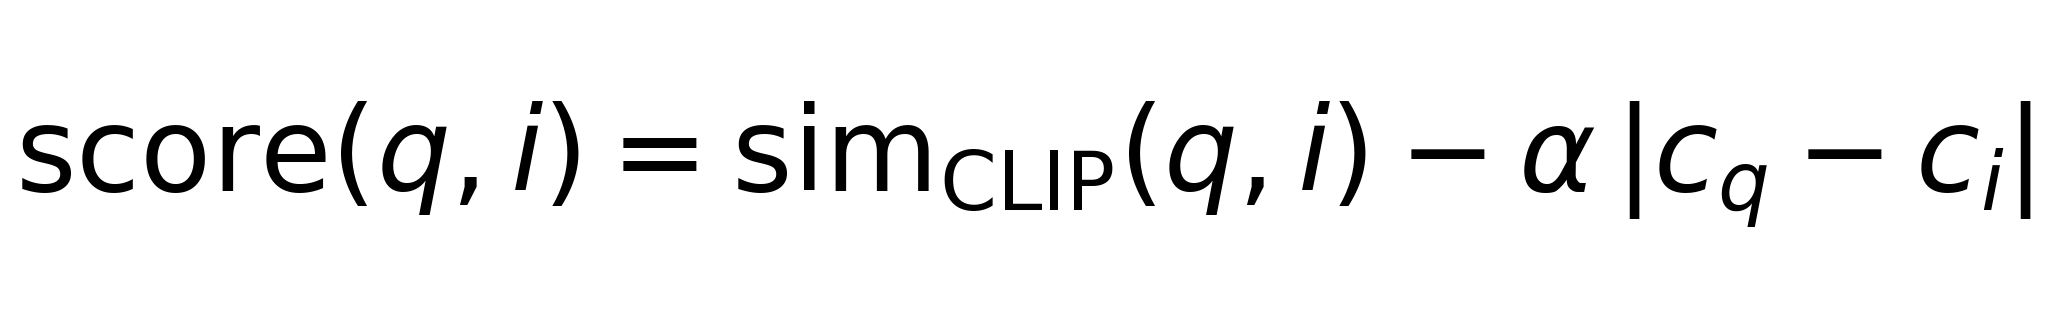 score(q, i) = sim_CLIP(q, i) − α |c_q − c_i|